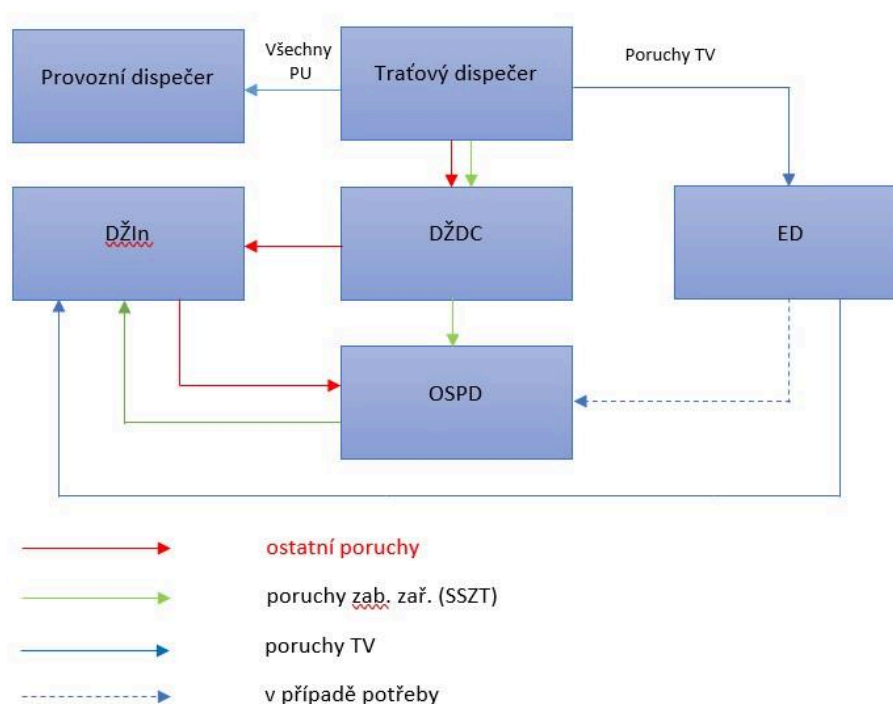 Provozní dispečer
Všechny
PU
Traťový dispečer
Poruchy TV
DŽIn
DŽDC
ED
OSPD
ostatní poruchy
poruchy zab. zař. (SSZT)
poruchy TV
v případě potřeby